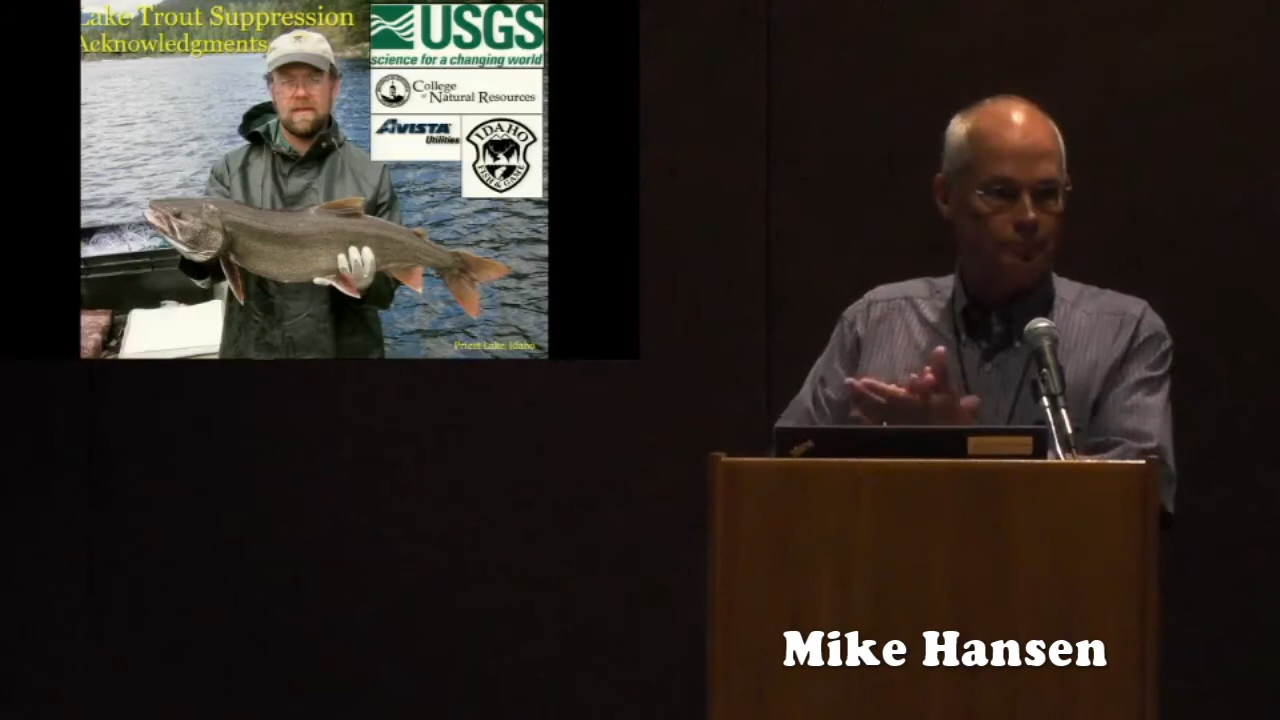 Lake Trout Suppression
Acknowledgments
USGS
science for a changing world
College
of Natural Resources
AVISTA
Utilities
IDAHO
FISH & GAME
Priest Lake, Idaho
Mike Hansen